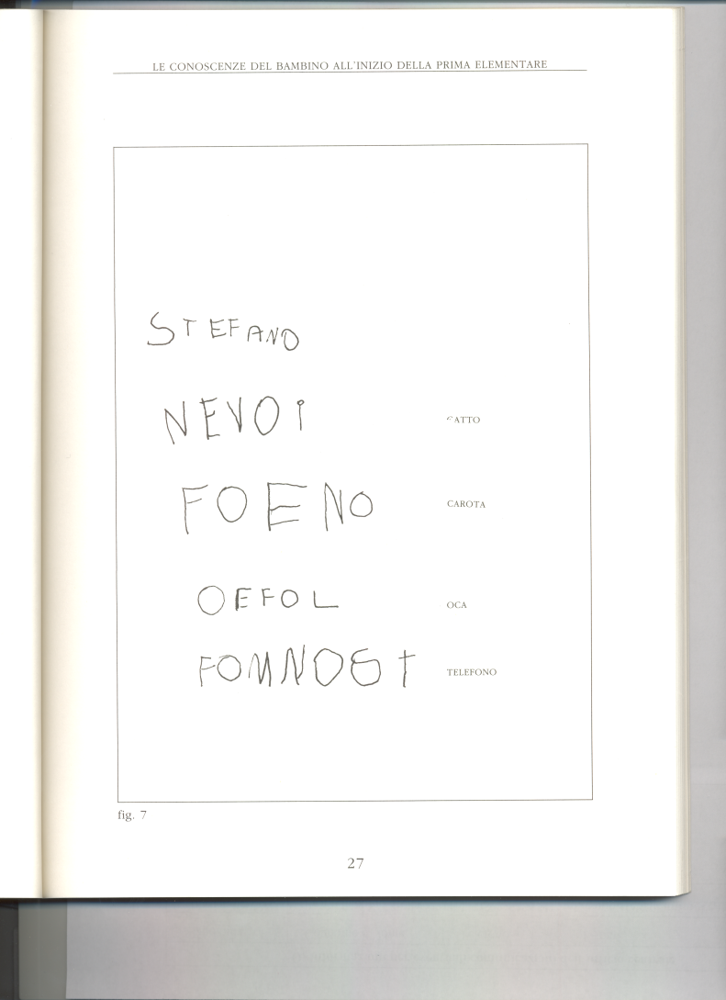 LE CONOSCENZE DEL BAMBINO ALL'INIZIO DELLA PRIMA ELEMENTARE
STEFANO
NEVOI GATTO
FOENO CAROTA
OEFOL OCA
FOMNOGT TELEFONO
fig. 7
27